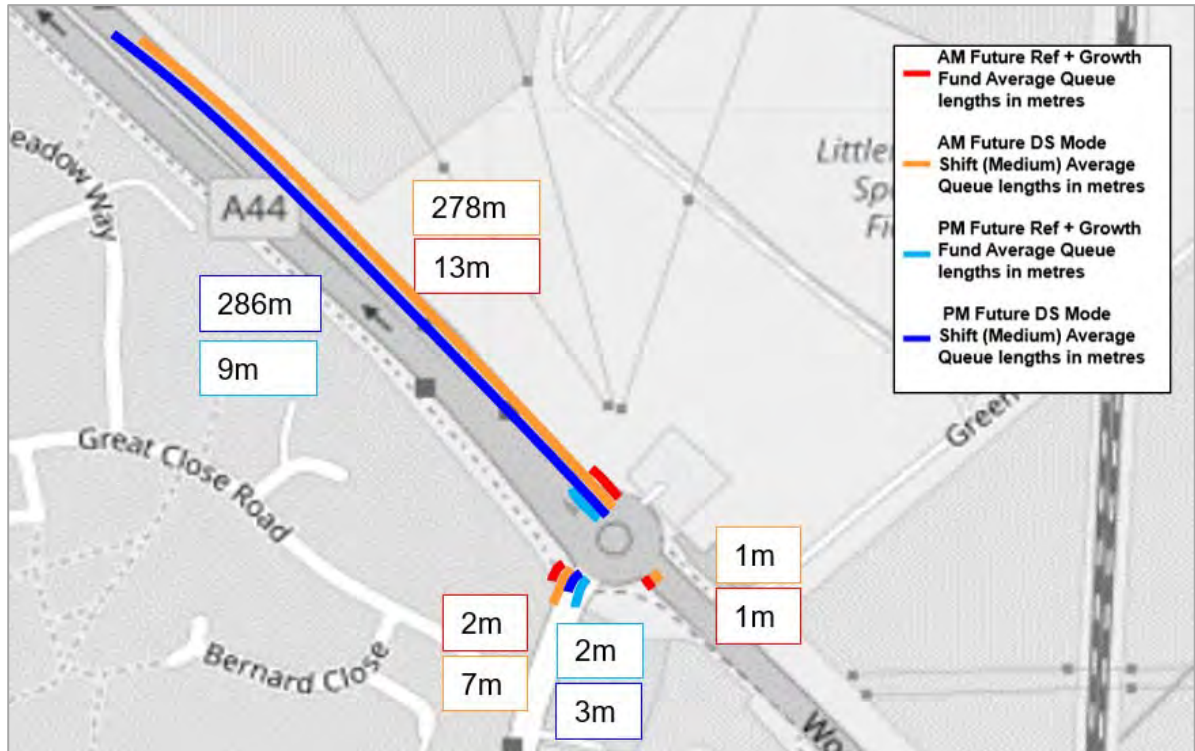 AM Future Ref + Growth
Fund Average Queue
lengths in metres
AM Future DS Mode
Shift (Medium) Average
Queue lengths in metres
PM Future Ref + Growth
Fund Average Queue
lengths in metres
PM Future DS Mode
Shift (Medium) Average
Queue lengths in metres
eadow Way
A44
278m
13m
286m
9m
Little
Sp
Fi
Green
Great Close Road
Bernard Close
1m
1m
2m
7m
2m
3m
Wo